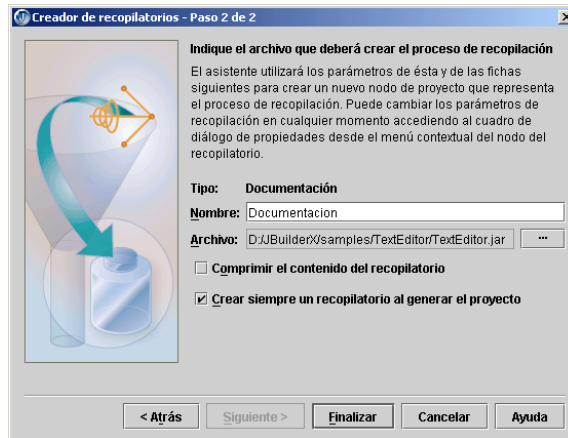 Creador de recopilatorios - Paso 2 de 2
Indique el archivo que deberá crear el proceso de recopilación
El asistente utilizará los parámetros de ésta y de las fichas
siguientes para crear un nuevo nodo de proyecto que representa
el proceso de recopilación. Puede cambiar los parámetros de
recopilación en cualquier momento accediendo al cuadro de
diálogo de propiedades desde el menú contextual del nodo del
recopilatorio.
Tipo: Documentación
Nombre: Documentacion
Archivo: D:/JBuilderX/samples/TextEditor/TextEditor.jar ...
Comprimir el contenido del recopilatorio
Crear siempre un recopilatorio al generar el proyecto
< Atrás Siguiente > Finalizar Cancelar Ayuda